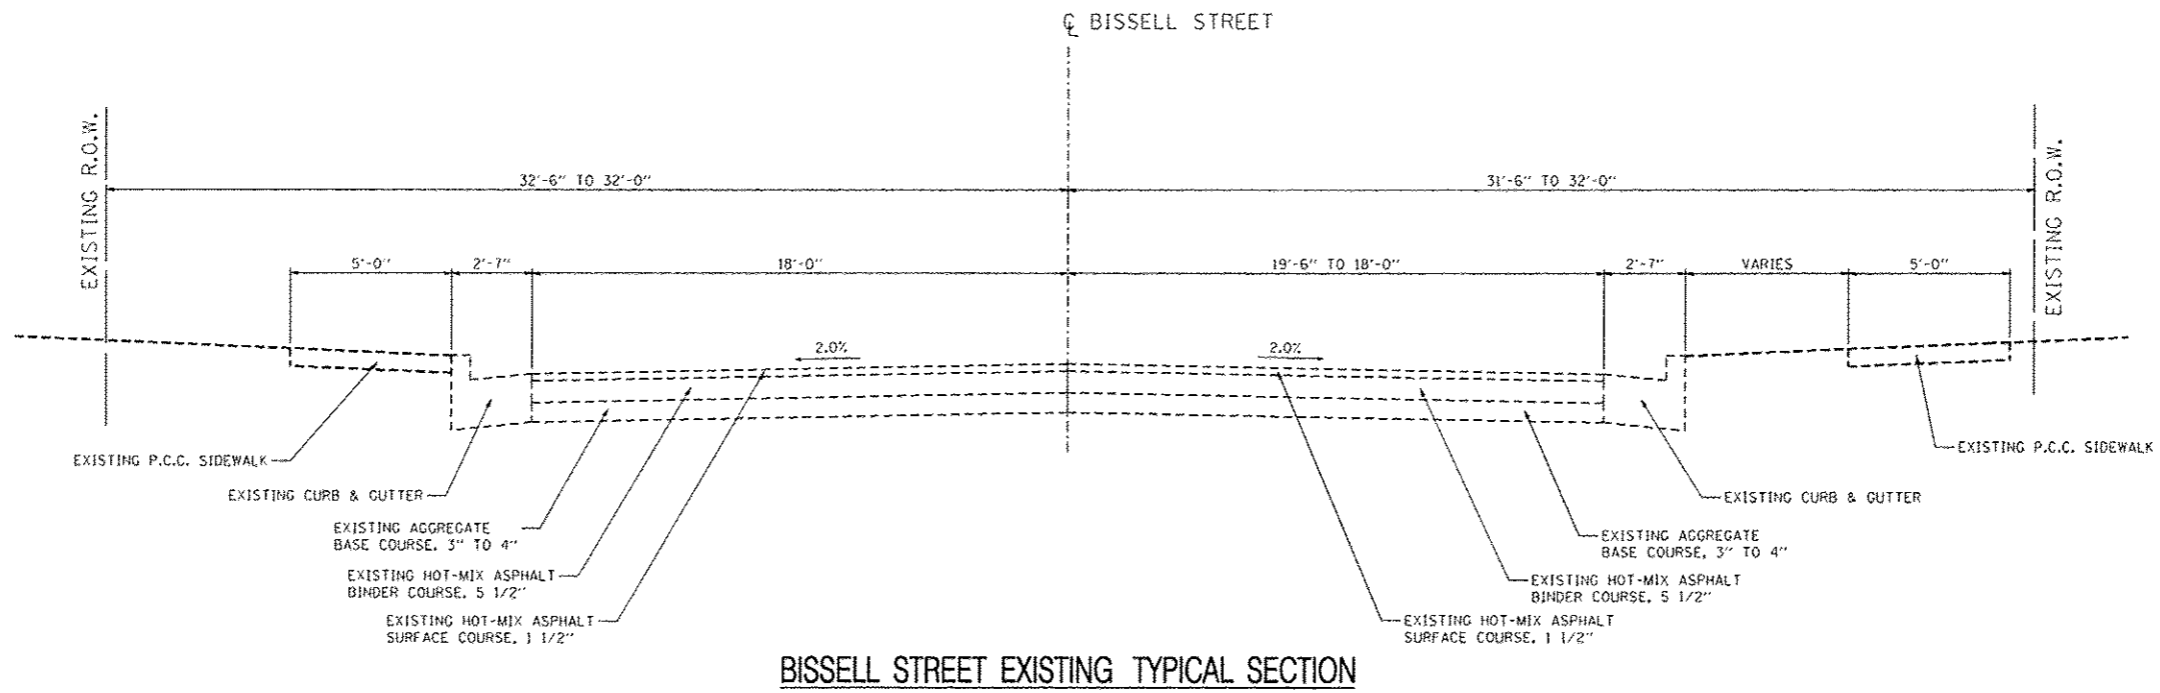 ℄ BISSELL STREET
EXISTING R.O.W.
EXISTING R.O.W.
32'-6" TO 32'-0"
31'-6" TO 32'-0"
5'-0"
2'-7"
18'-0"
19'-6" TO 18'-0"
2'-7"
VARIES
5'-0"
2.0%
2.0%
EXISTING P.C.C. SIDEWALK
EXISTING CURB & GUTTER
EXISTING AGGREGATE
BASE COURSE, 3" TO 4"
EXISTING HOT-MIX ASPHALT
BINDER COURSE, 5 1/2"
EXISTING HOT-MIX ASPHALT
SURFACE COURSE, 1 1/2"
EXISTING P.C.C. SIDEWALK
EXISTING CURB & GUTTER
EXISTING AGGREGATE
BASE COURSE, 3" TO 4"
EXISTING HOT-MIX ASPHALT
BINDER COURSE, 5 1/2"
EXISTING HOT-MIX ASPHALT
SURFACE COURSE, 1 1/2"
BISSELL STREET EXISTING TYPICAL SECTION